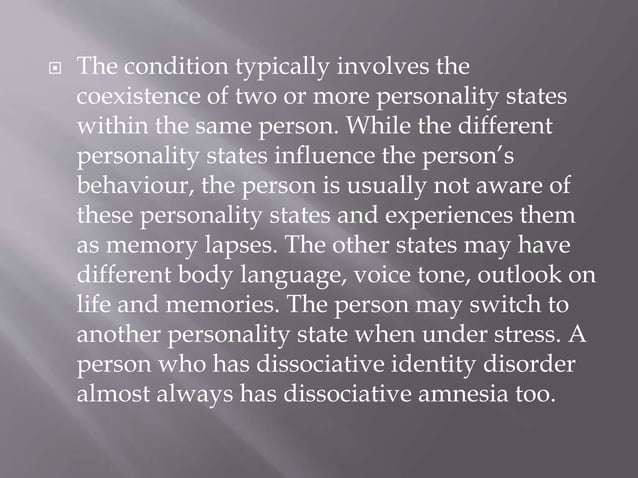 The condition typically involves the
coexistence of two or more personality states
within the same person. While the different
personality states influence the person’s
behaviour, the person is usually not aware of
these personality states and experiences them
as memory lapses. The other states may have
different body language, voice tone, outlook on
life and memories. The person may switch to
another personality state when under stress. A
person who has dissociative identity disorder
almost always has dissociative amnesia too.